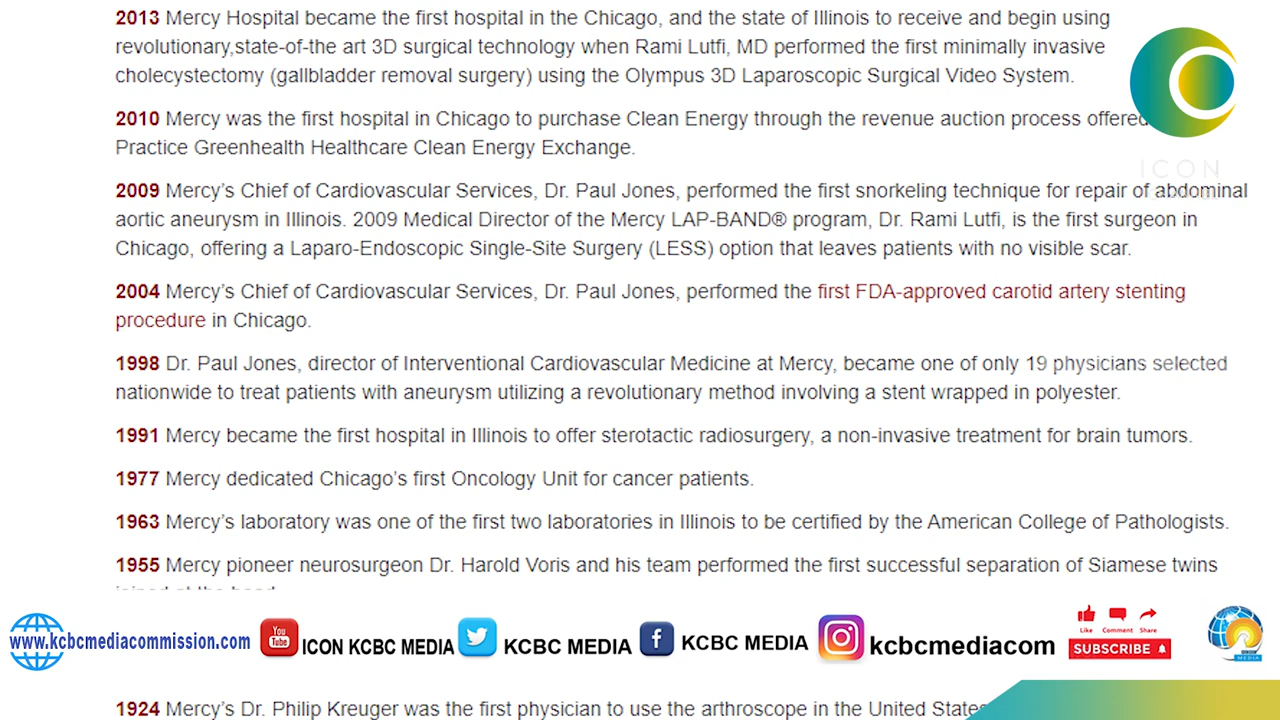 2013 Mercy Hospital became the first hospital in the Chicago, and the state of Illinois to receive and begin using
revolutionary,state-of-the art 3D surgical technology when Rami Lutfi, MD performed the first minimally invasive
cholecystectomy (gallbladder removal surgery) using the Olympus 3D Laparoscopic Surgical Video System.
2010 Mercy was the first hospital in Chicago to purchase Clean Energy through the revenue auction process offered
Practice Greenhealth Healthcare Clean Energy Exchange.
ICON
2009 Mercy's Chief of Cardiovascular Services, Dr. Paul Jones, performed the first snorkeling technique for repair of abdominal
aortic aneurysm in Illinois. 2009 Medical Director of the Mercy LAP-BAND® program, Dr. Rami Lutfi, is the first surgeon in
Chicago, offering a Laparo-Endoscopic Single-Site Surgery (LESS) option that leaves patients with no visible scar.
2004 Mercy's Chief of Cardiovascular Services, Dr. Paul Jones, performed the first FDA-approved carotid artery stenting
procedure in Chicago.
1998 Dr. Paul Jones, director of Interventional Cardiovascular Medicine at Mercy, became one of only 19 physicians selected
nationwide to treat patients with aneurysm utilizing a revolutionary method involving a stent wrapped in polyester.
1991 Mercy became the first hospital in Illinois to offer sterotactic radiosurgery, a non-invasive treatment for brain tumors.
1977 Mercy dedicated Chicago's first Oncology Unit for cancer patients.
1963 Mercy's laboratory was one of the first two laboratories in Illinois to be certified by the American College of Pathologists.
1955 Mercy pioneer neurosurgeon Dr. Harold Voris and his team performed the first successful separation of Siamese twins
www.kcbcmediacommission.com You Tube ICON KCBC MEDIA KCBC MEDIA KCBC MEDIA kcbcmediacom
Like Comment Share
SUBSCRIBE
MEDIA
1924 Mercy's Dr. Philip Kreuger was the first physician to use the arthroscope in the United States